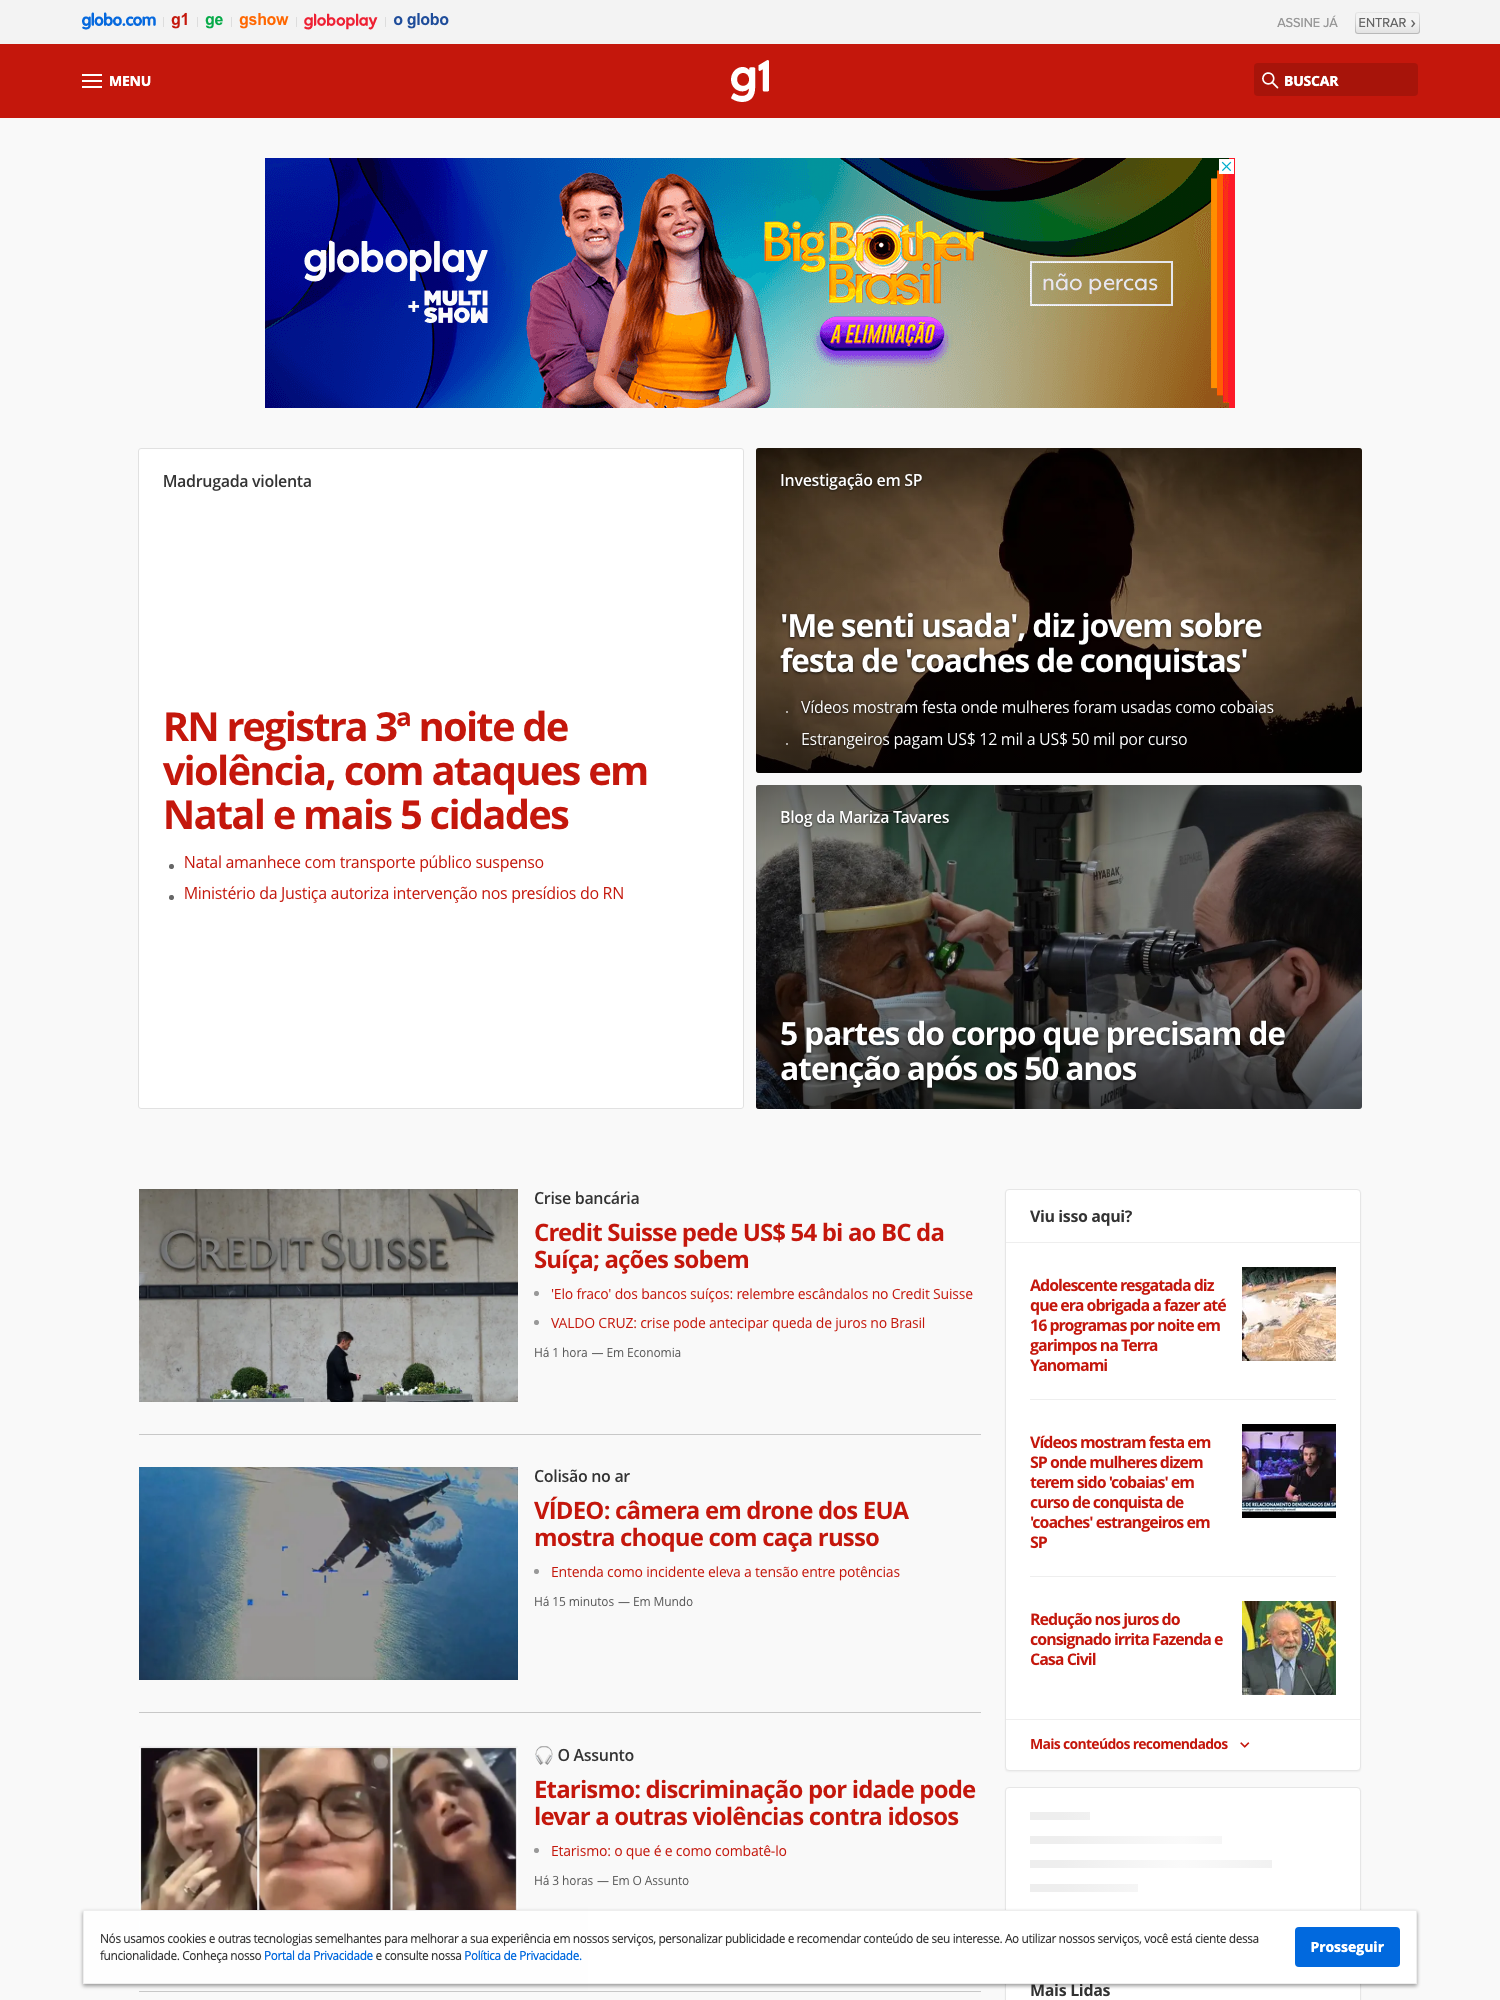 globo.com g1 ge gshow globoplay o globo
ASSINE JÁ ENTRAR ›
MENU
g1
BUSCAR
globoplay
+ MULTI
SHOW
Big Brother
Brasil
A ELIMINAÇÃO
não percas
Madrugada violenta
RN registra 3ª noite de
violência, com ataques em
Natal e mais 5 cidades
Natal amanhece com transporte público suspenso
Ministério da Justiça autoriza intervenção nos presídios do RN
Investigação em SP
'Me senti usada', diz jovem sobre
festa de 'coaches de conquistas'
Vídeos mostram festa onde mulheres foram usadas como cobaias
Estrangeiros pagam US$ 12 mil a US$ 50 mil por curso
Blog da Mariza Tavares
HYABAK
5 partes do corpo que precisam de
atenção após os 50 anos
CREDIT SUISSE
Crise bancária
Credit Suisse pede US$ 54 bi ao BC da
Suíça; ações sobem
'Elo fraco' dos bancos suíços: relembre escândalos no Credit Suisse
VALDO CRUZ: crise pode antecipar queda de juros no Brasil
Há 1 hora — Em Economia
Colisão no ar
VÍDEO: câmera em drone dos EUA
mostra choque com caça russo
Entenda como incidente eleva a tensão entre potências
Há 15 minutos — Em Mundo
O Assunto
Etarismo: discriminação por idade pode
levar a outras violências contra idosos
Etarismo: o que é e como combatê-lo
Há 3 horas — Em O Assunto
Viu isso aqui?
Adolescente resgatada diz
que era obrigada a fazer até
16 programas por noite em
garimpos na Terra
Yanomami
Vídeos mostram festa em
SP onde mulheres dizem
terem sido 'cobaias' em
curso de conquista de
'coaches' estrangeiros em
SP
S DE RELACIONAMENTO DENUNCIADOS EM S
Redução nos juros do
consignado irrita Fazenda e
Casa Civil
Mais conteúdos recomendados
Nós usamos cookies e outras tecnologias semelhantes para melhorar a sua experiência em nossos serviços, personalizar publicidade e recomendar conteúdo de seu interesse. Ao utilizar nossos serviços, você está ciente dessa
funcionalidade. Conheça nosso Portal da Privacidade e consulte nossa Política de Privacidade.
Prosseguir
Mais Lidas